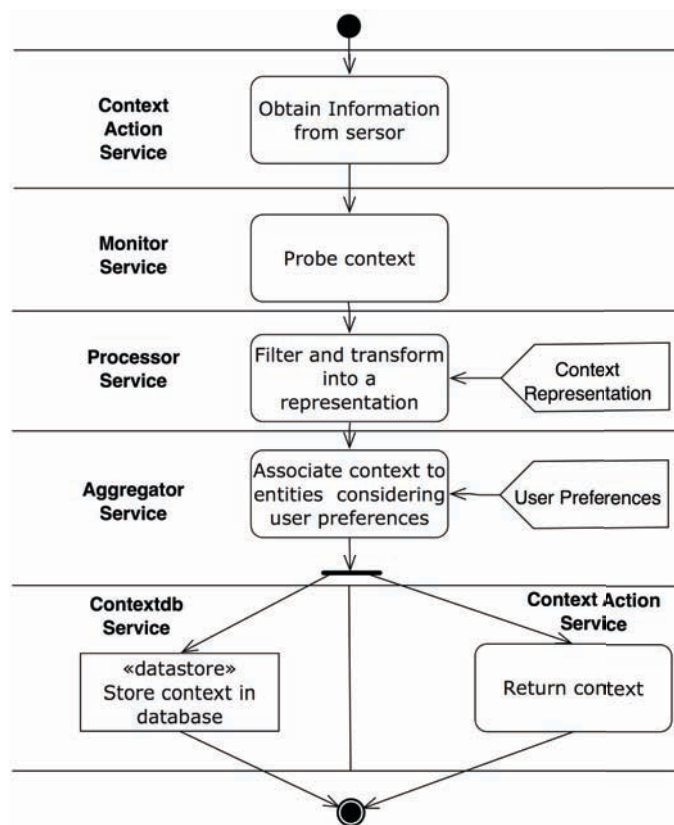 Context
Action
Service
Obtain Information
from sersor
Monitor
Service
Probe context
Processor
Service
Filter and transform
into a
representation
Context
Representation
Aggregator
Service
Associate context to
entities considering
user preferences
User Preferences
Contextdb
Service
Context Action
Service
«datastore»
Store context in
database
Return context